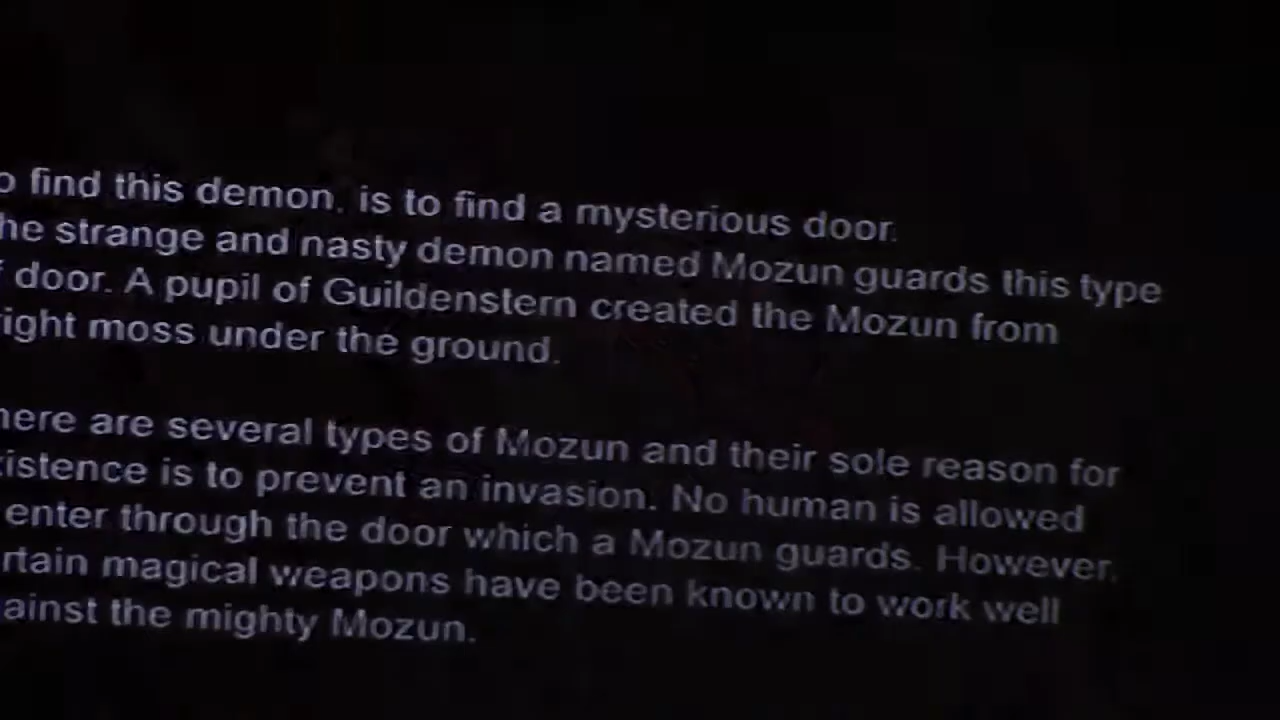 o find this demon. is to find a mysterious door.
he strange and nasty demon named Mozun guards this type
f door. A pupil of Guildenstern created the Mozun from
ight moss under the ground.
here are several types of Mozun and their sole reason for
istence is to prevent an invasion. No human is allowed
enter through the door which a Mozun guards. However,
rtain magical weapons have been known to work well
ainst the mighty Mozun.